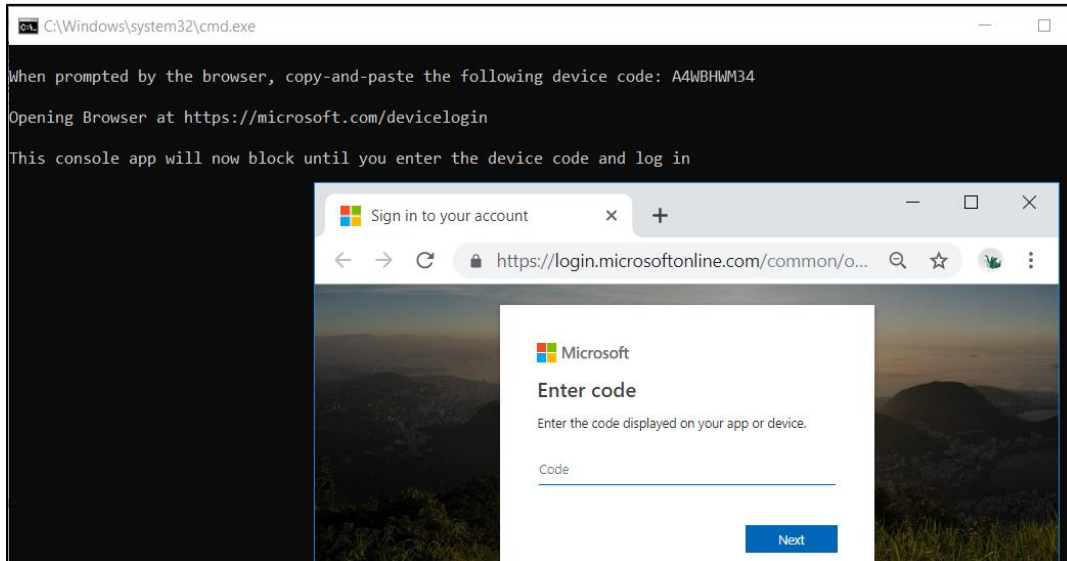 C:\Windows\system32\cmd.exe
When prompted by the browser, copy-and-paste the following device code: A4WBHWM34
Opening Browser at https://microsoft.com/devicelogin
This console app will now block until you enter the device code and log in
Sign in to your account
https://login.microsoftonline.com/common/o...
Microsoft
Enter code
Enter the code displayed on your app or device.
Code
Next